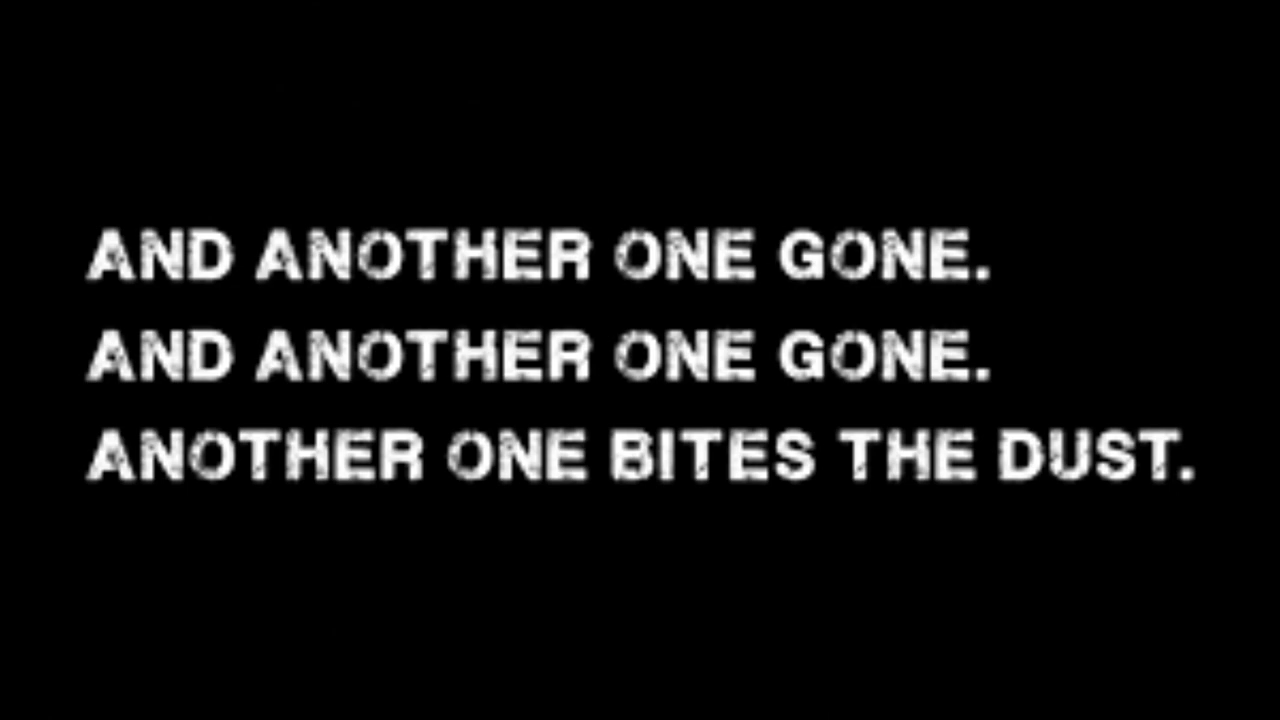 AND ANOTHER ONE GONE.
AND ANOTHER ONE GONE.
ANOTHER ONE BITES THE DUST.